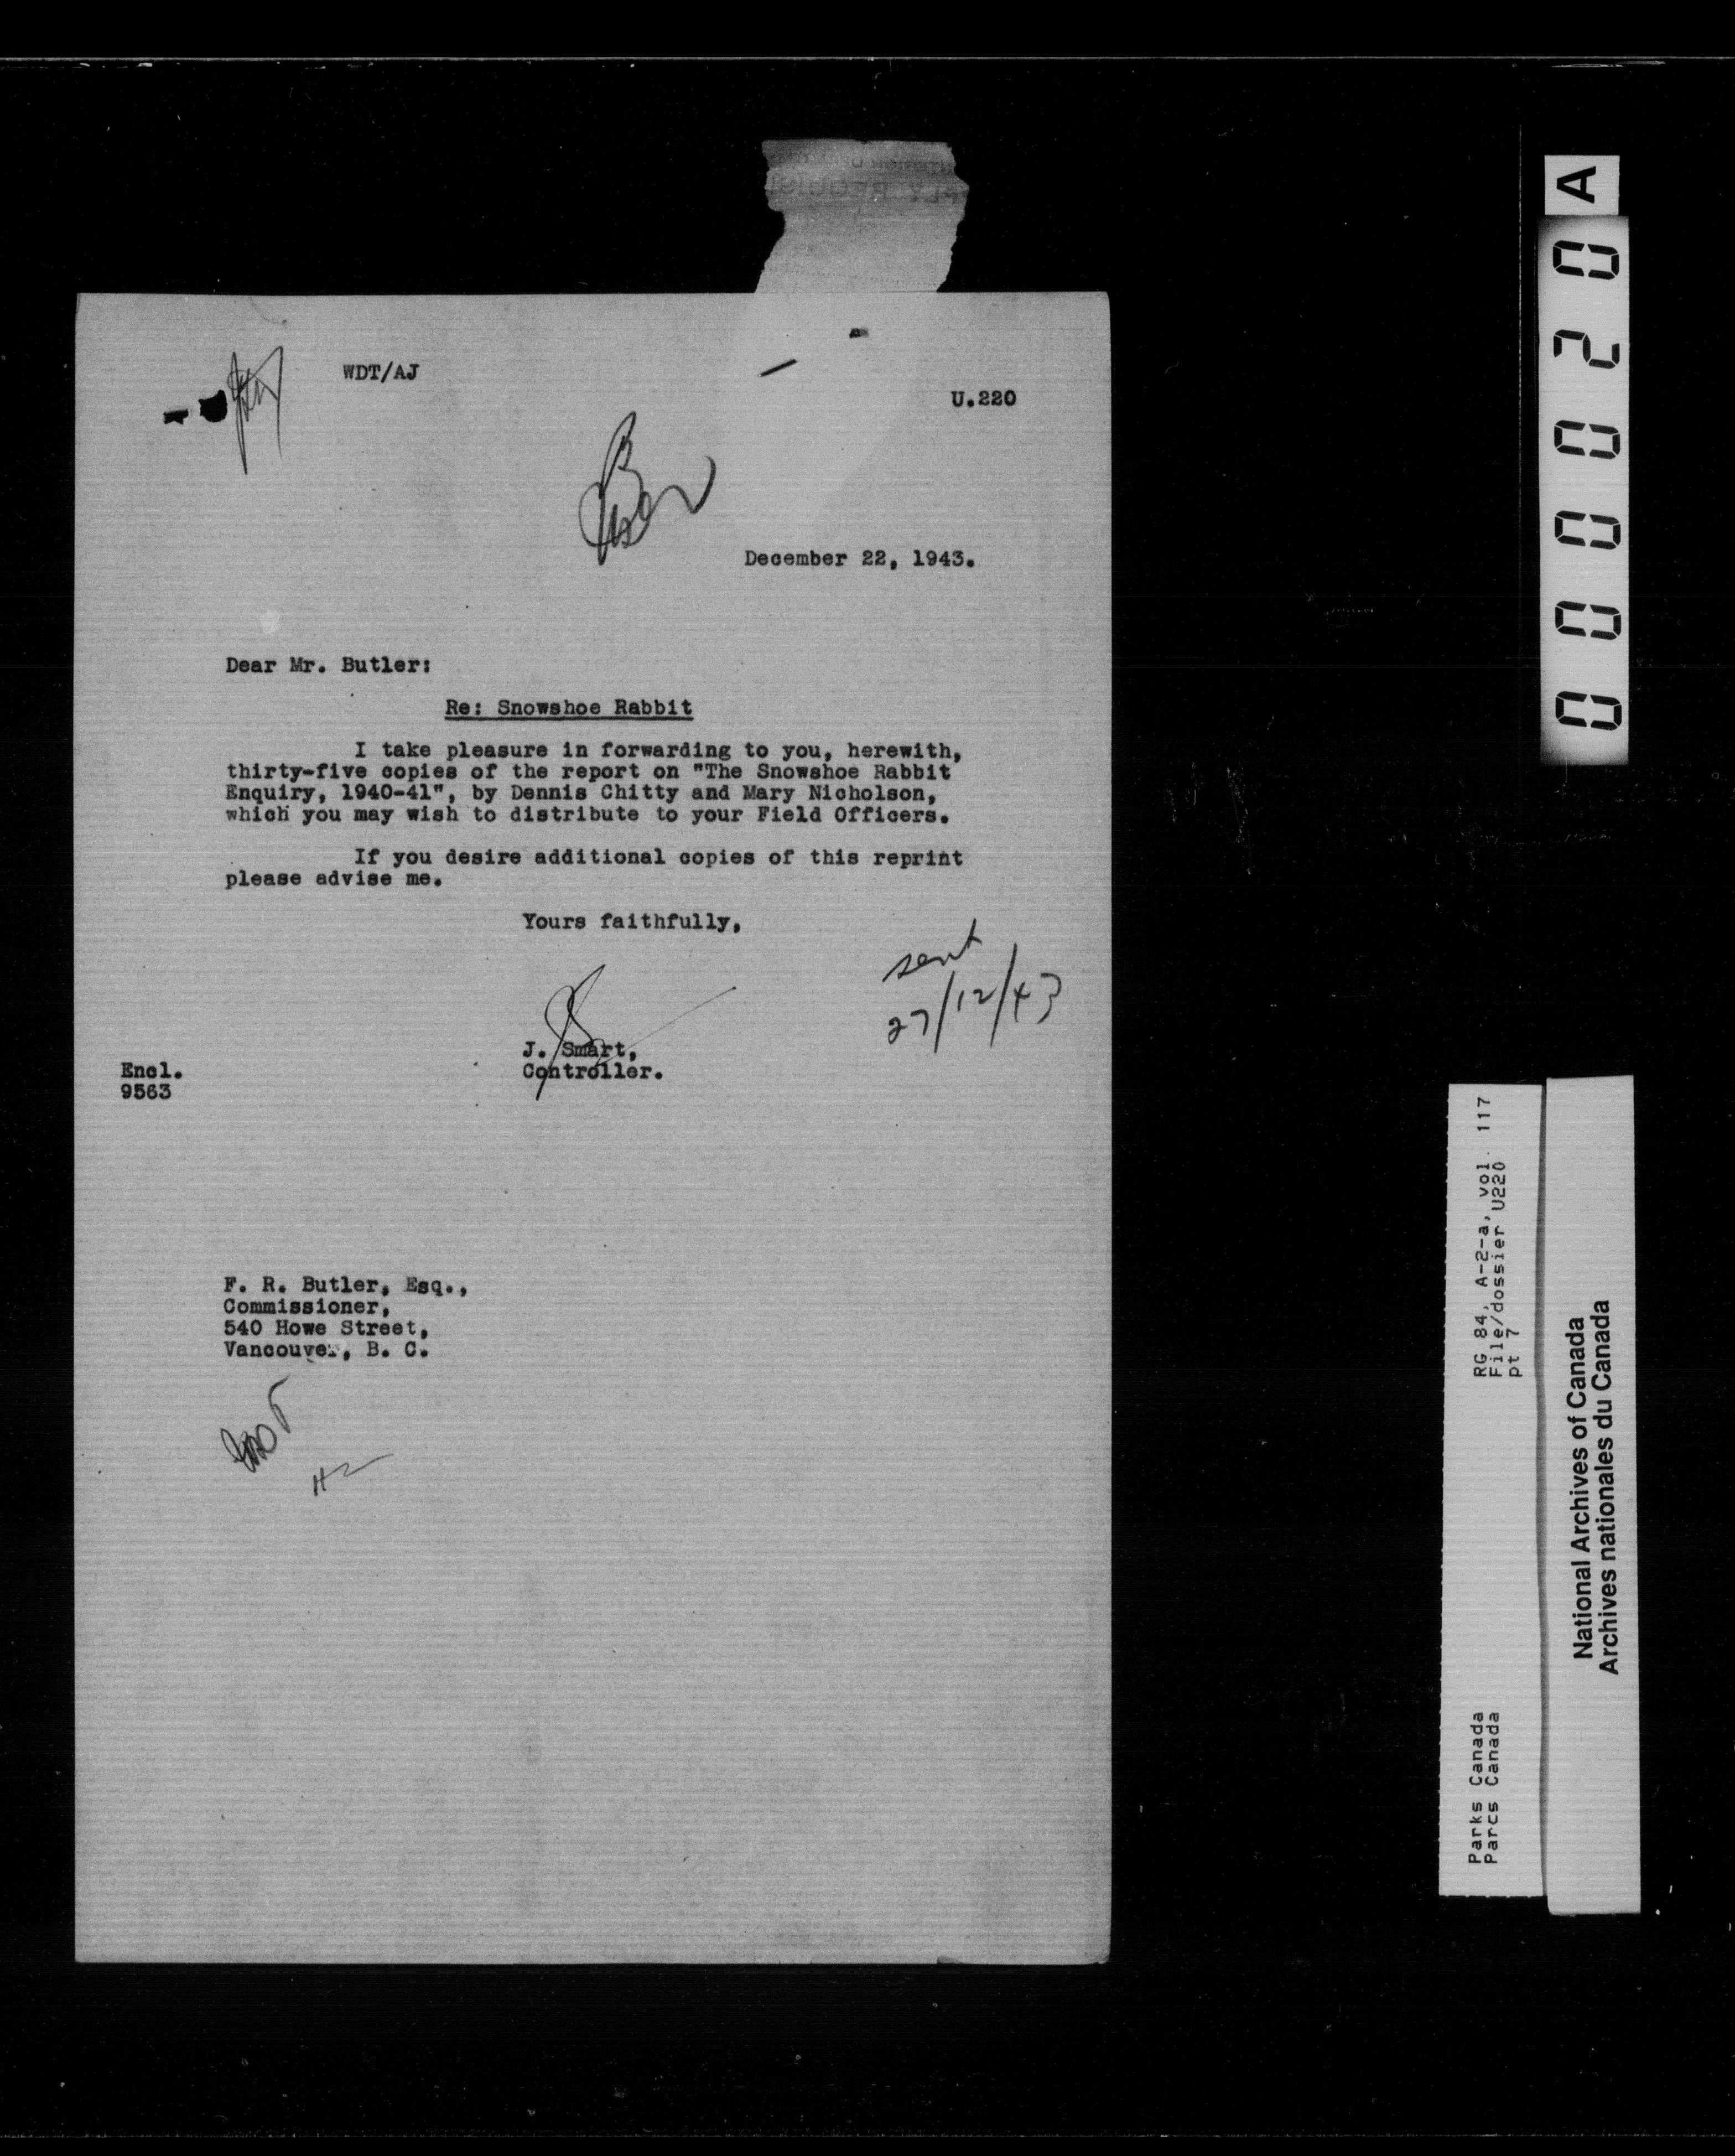 WDT/AJ
U.220
December 22, 1943.
Dear Mr. Butler:
Re: Snowshoe Rabbit
I take pleasure in forwarding to you, herewith,
thirty-five copies of the report on "The Snowshoe Rabbit
Enquiry, 1940-41", by Dennis Chitty and Mary Nicholson,
which you may wish to distribute to your Field Officers.
If you desire additional copies of this reprint
please advise me.
Yours faithfully,
sent
27/12/43
J. Smart,
Controller.
Encl.
9563
F. R. Butler, Esq.,
Commissioner,
540 Howe Street,
Vancouver, B. C.
000020 A
RG 84, A-2-a, vol. 117
File/dossier U220
pt 7
Parks Canada
Parcs Canada
National Archives of Canada
Archives nationales du Canada